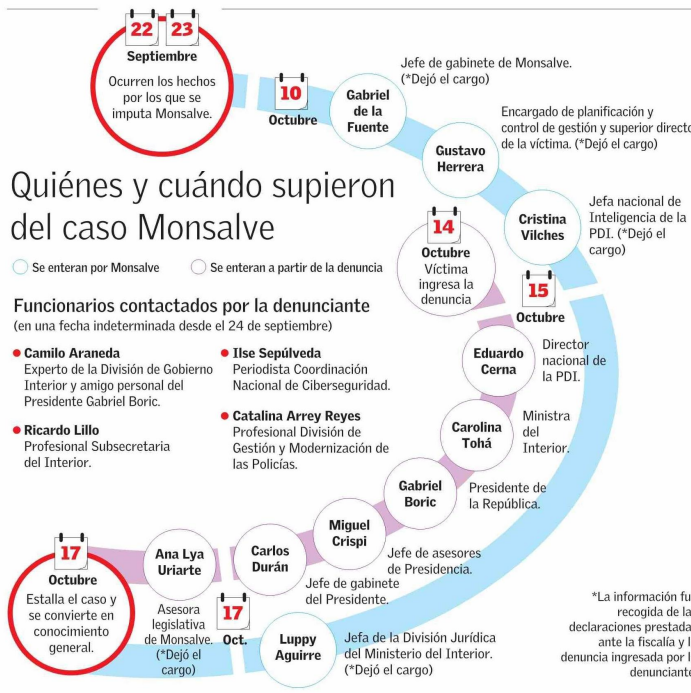 22 23
Septiembre
Ocurren los hechos
por los que se
imputa Monsalve.
10
Octubre
Gabriel
de la
Fuente
Jefe de gabinete de Monsalve.
(*Dejó el cargo)
Gustavo
Herrera
Encargado de planificación y
control de gestión y superior
de la víctima. (*Dejó el cargo)
Cristina
Vilches
Jefa nacional de
Inteligencia de la
PDI. (*Dejó el
cargo)
Quiénes y cuándo supieron
del caso Monsalve
Se enteran por Monsalve
Se enteran a partir de la denuncia
14
Octubre
Víctima
ingresa la
denuncia
15
Octubre
Funcionarios contactados por la denunciante
(en una fecha indeterminada desde el 24 de septiembre)
Camilo Araneda
Experto de la División de Gobierno
Interior y amigo personal del
Presidente Gabriel Boric.
Ricardo Lillo
Profesional Subsecretaria
del Interior.
Ilse Sepúlveda
Periodista Coordinación
Nacional de Ciberseguridad.
Catalina Arrey Reyes
Profesional División de
Gestión y Modernización de
las Policías.
Eduardo
Cerna
Director
nacional de
la PDI.
Carolina
Tohá
Ministra
del
Interior.
Gabriel
Boric
Presidente de
la República.
Miguel
Crispi
Jefe de asesores
de Presidencia.
Carlos
Durán
Jefe de gabinete
del Presidente.
Ana Lya
Uriarte
Asesora
legislativa
de Monsalve.
(*Dejó el
cargo)
17
Octubre
Estalla el caso y
se convierte en
conocimiento
general.
17
Oct.
Luppy
Aguirre
Jefa de la División Jurídica
del Ministerio del Interior.
(*Dejó el cargo)
*La información
recogida de
declaraciones
ante la fiscalía y
denuncia ingresada por